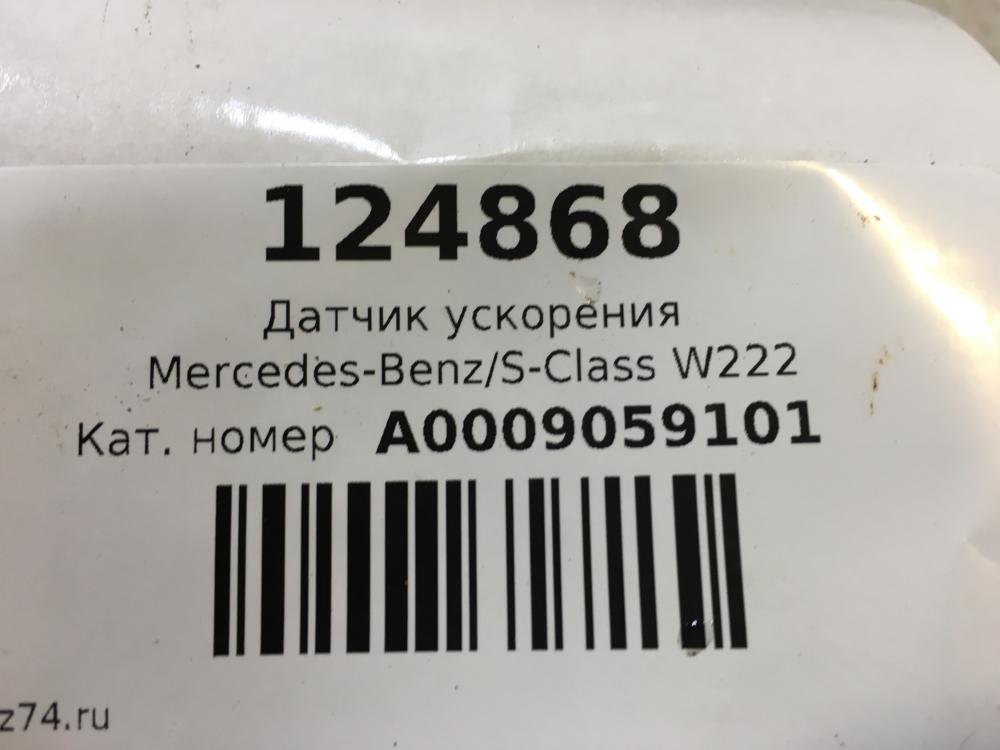 124868
Датчик ускорения
Mercedes-Benz/S-Class W222
Кат. номер A0009059101
z74.ru